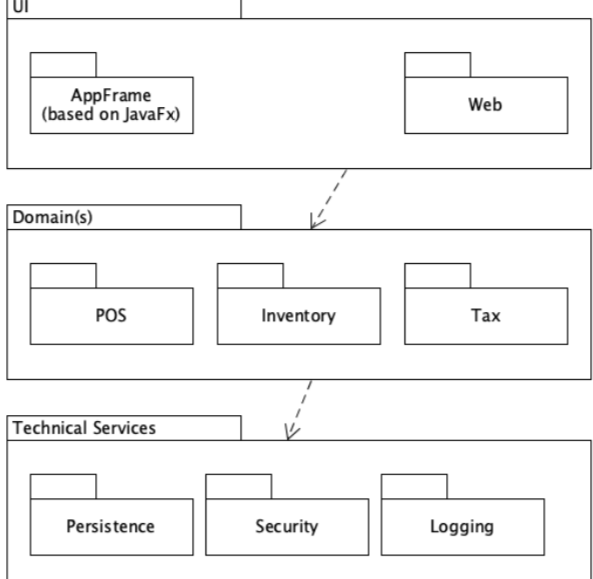 UI
AppFrame
(based on JavaFx)
Web
Domain(s)
POS
Inventory
Tax
Technical Services
Persistence
Security
Logging